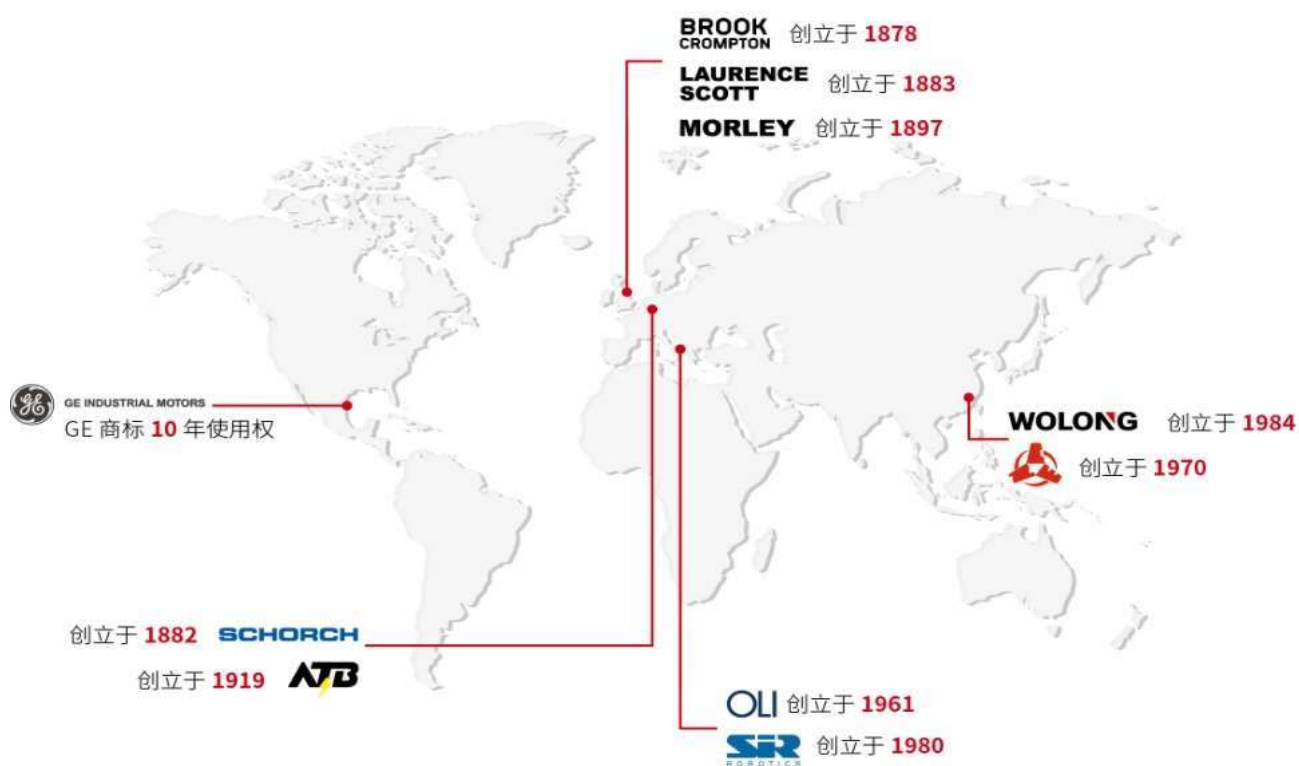 BROOK
CROMPTON 创立于 1878
LAURENCE
SCOTT 创立于 1883
MORLEY 创立于 1897
GE INDUSTRIAL MOTORS
GE 商标 10 年使用权
WOLONG 创立于 1984
创立于 1970
创立于 1882 SCHORCH
创立于 1919 ATB
OLI 创立于 1961
SIR
ROBOTICS 创立于 1980